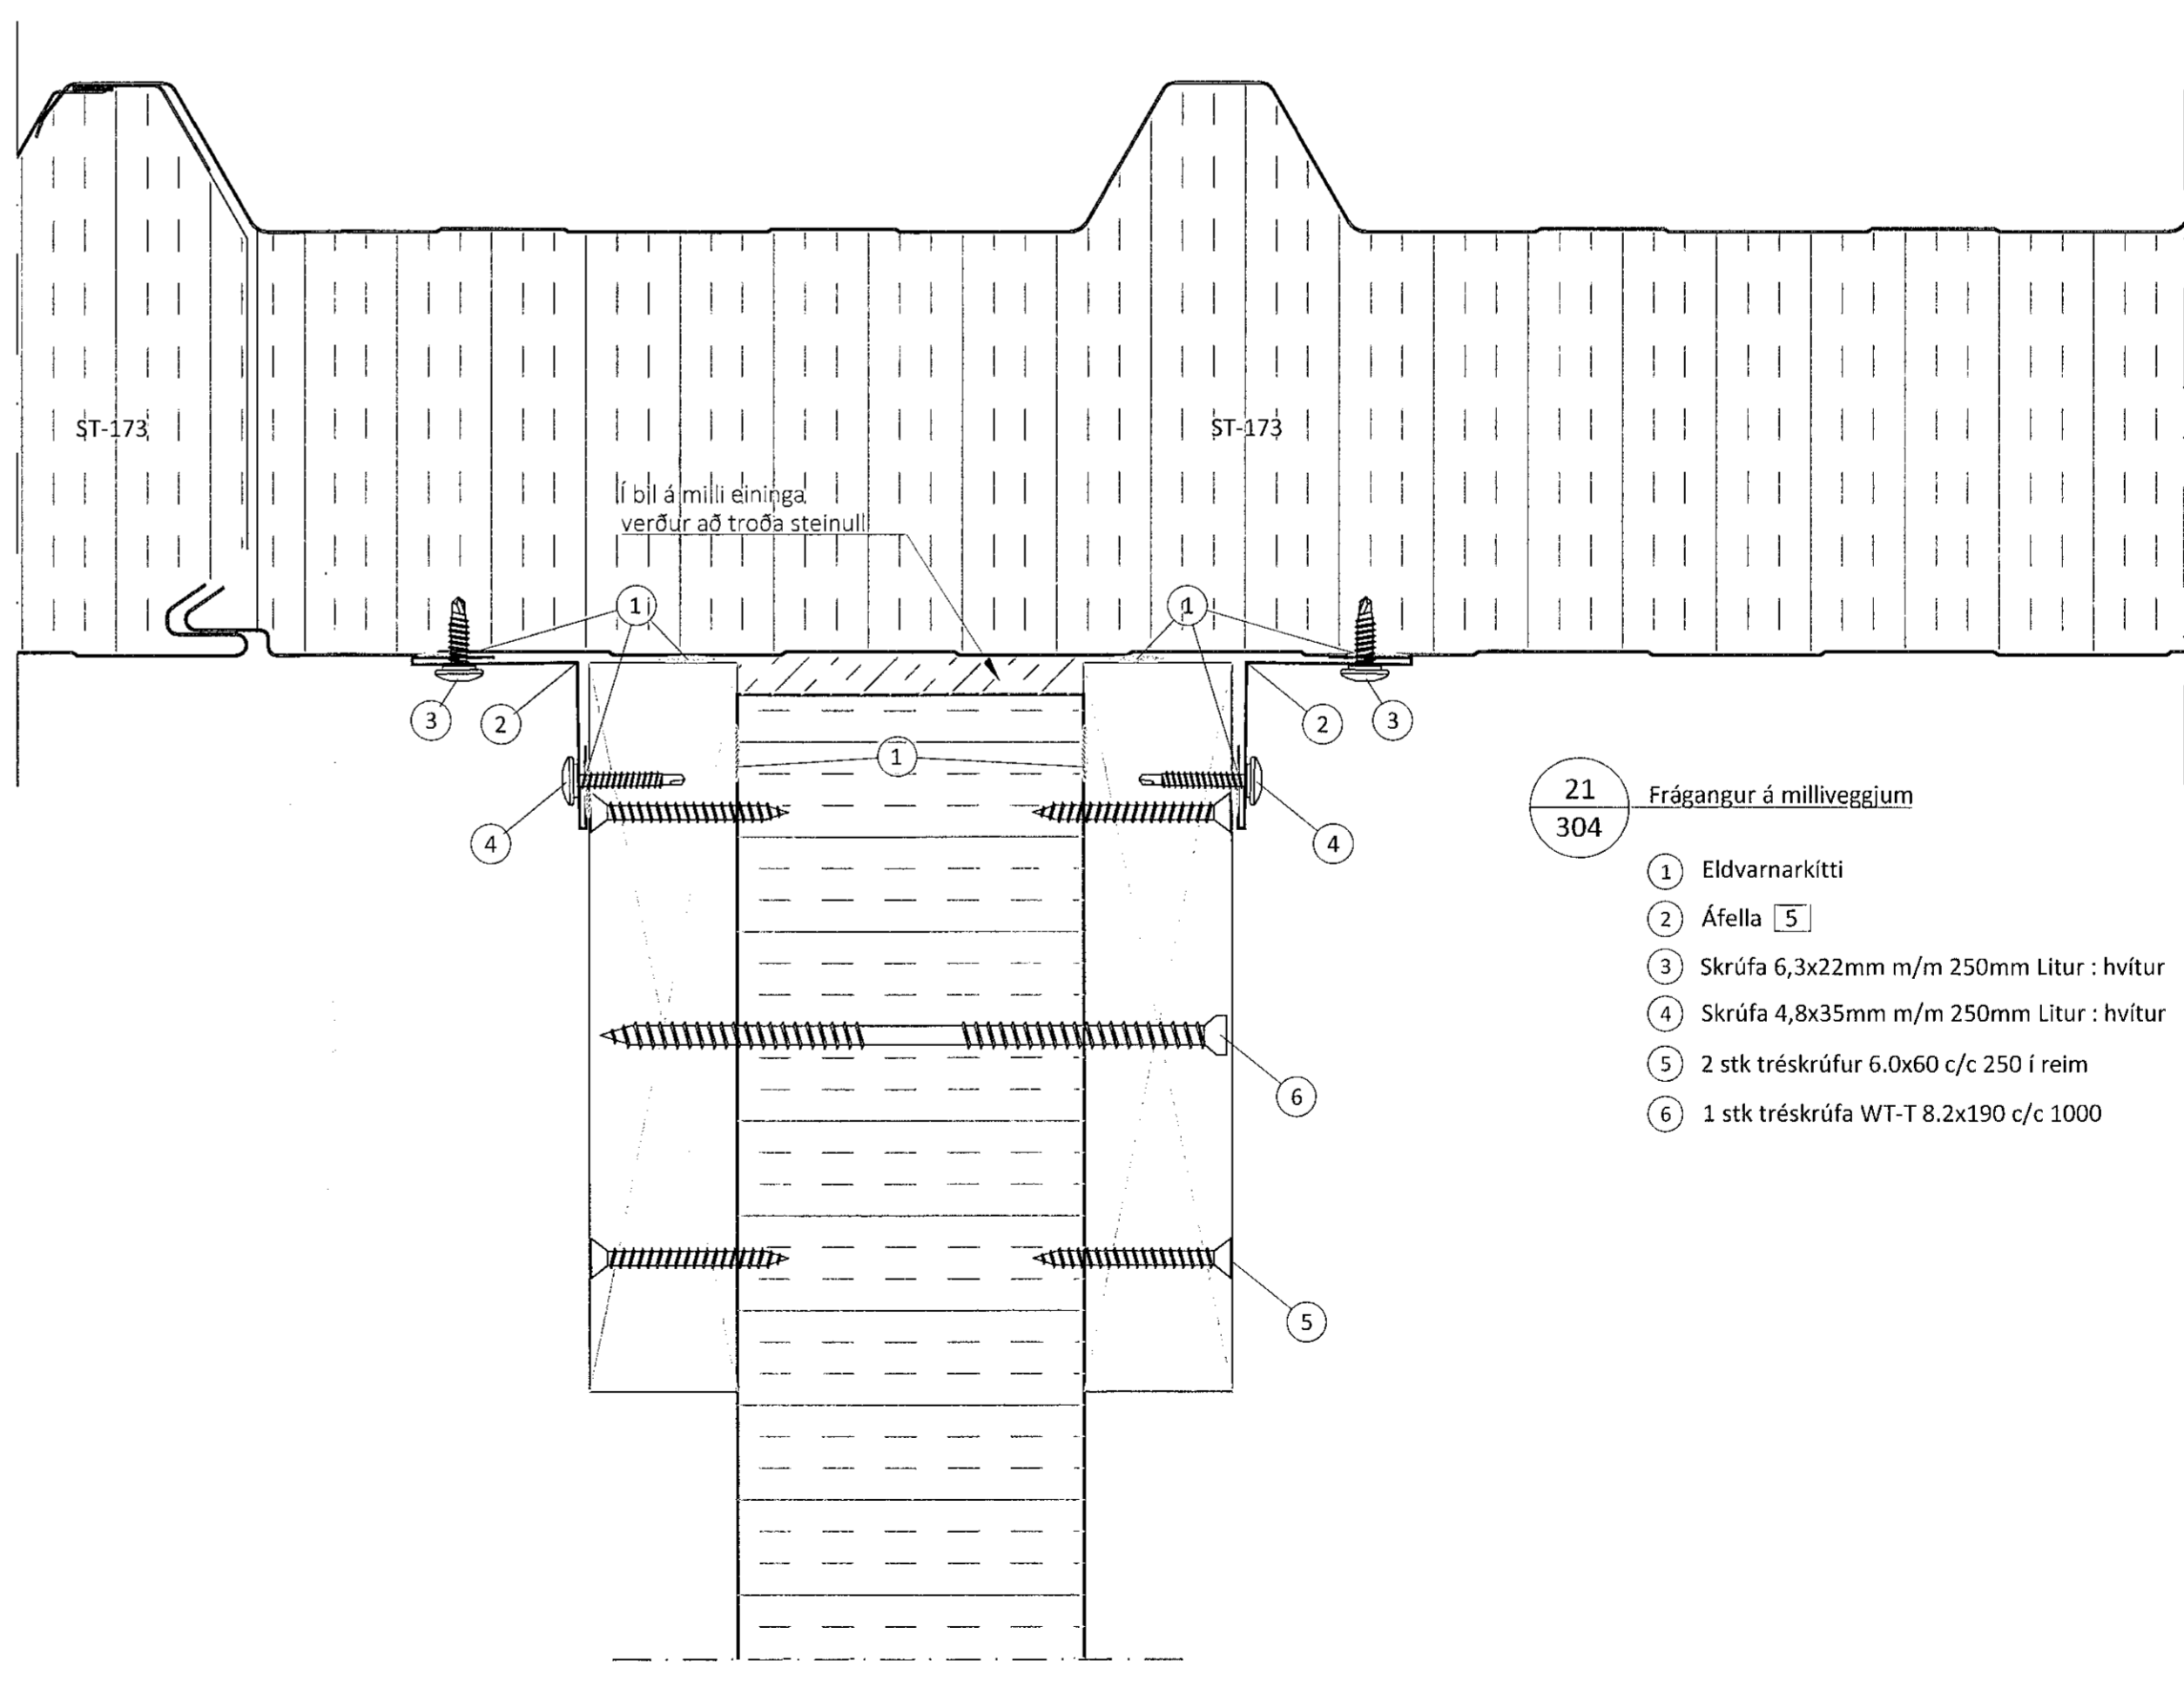 ST-173
ST-173
Í bil á milli eininga
verður að troða steinull
1
1
3
2
2
3
1
4
4
6
5
21
304
Frágangur á milliveggjum
1 Eldvarnarkítti
2 Áfella 5
3 Skrúfa 6,3x22mm m/m 250mm Litur : hvítur
4 Skrúfa 4,8x35mm m/m 250mm Litur : hvítur
5 2 stk tréskrúfur 6.0x60 c/c 250 í reim
6 1 stk tréskrúfa WT-T 8.2x190 c/c 1000